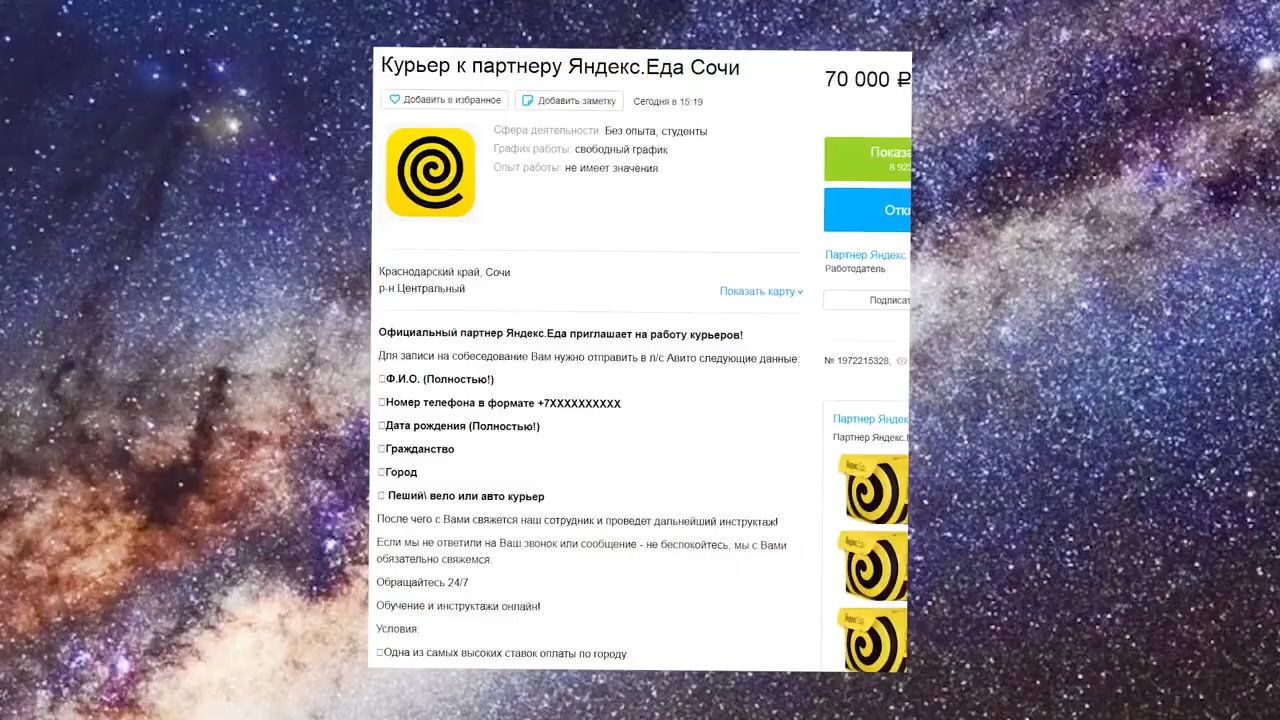 Курьер к партнеру Яндекс.Еда Сочи
70 000 ₽
Добавить в избранное
Добавить заметку
Сегодня в 15:19
Сфера деятельности: Без опыта, студенты
График работы: свободный график
Опыт работы: не имеет значения
Партнер Яндекс
Работодатель
Краснодарский край, Сочи
р-н Центральный
Показать карту
№ 1972215328,
Официальный партнер Яндекс.Еда приглашает на работу курьеров!
Для записи на собеседование Вам нужно отправить в л/с Авито следующие данные:
Ф.И.О. (Полностью!)
Номер телефона в формате +7XXXXXXXXXX
Дата рождения (Полностью!)
Гражданство
Город
Пеший\ вело или авто курьер
После чего с Вами свяжется наш сотрудник и проведет дальнейший инструктаж!
Если мы не ответили на Ваш звонок или сообщение - не беспокойтесь, мы с Вами
обязательно свяжемся.
Обращайтесь 24/7
Обучение и инструктажи онлайн!
Условия:
Одна из самых высоких ставок оплаты по городу